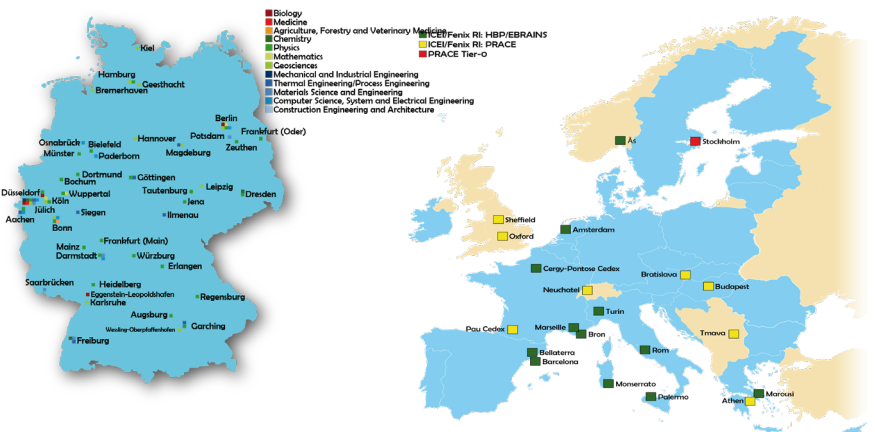 Biology
Medicine
Agriculture, Forestry and Veterinary Medicine
Chemistry
Physics
Mathematics
Geosciences
Mechanical and Industrial Engineering
Thermal Engineering/Process Engineering
Materials Science and Engineering
Computer Science, System and Electrical Engineering
Construction Engineering and Architecture
Kiel
Hamburg
Geesthacht
Bremerhaven
Berlin
Potsdam
Frankfurt (Oder)
Zeuthen
Hannover
Magdeburg
Osnabrück
Bielefeld
Münster
Paderborn
Dortmund
Göttingen
Bochum
Düsseldorf
Wuppertal
Tautenburg
Leipzig
Dresden
Köln
Jena
Jülich
Aachen
Siegen
Ilmenau
Bonn
Frankfurt (Main)
Mainz
Darmstadt
Würzburg
Erlangen
Saarbrücken
Heidelberg
Eggenstein-Leopoldshafen
Karlsruhe
Regensburg
Augsburg
Wessling-Oberpfaffenhofen
Garching
Freiburg
ICEI/Fenix RI: HBP/EBRAINS
ICEI/Fenix RI: PRACE
PRACE Tier-0
Ås
Stockholm
Sheffield
Oxford
Amsterdam
Cergy-Pontose Cedex
Bratislava
Neuchatel
Budapest
Turin
Pau Cedex
Marseille
Bron
Trnava
Rom
Bellaterra
Barcelona
Monserrato
Palermo
Marousi
Athen